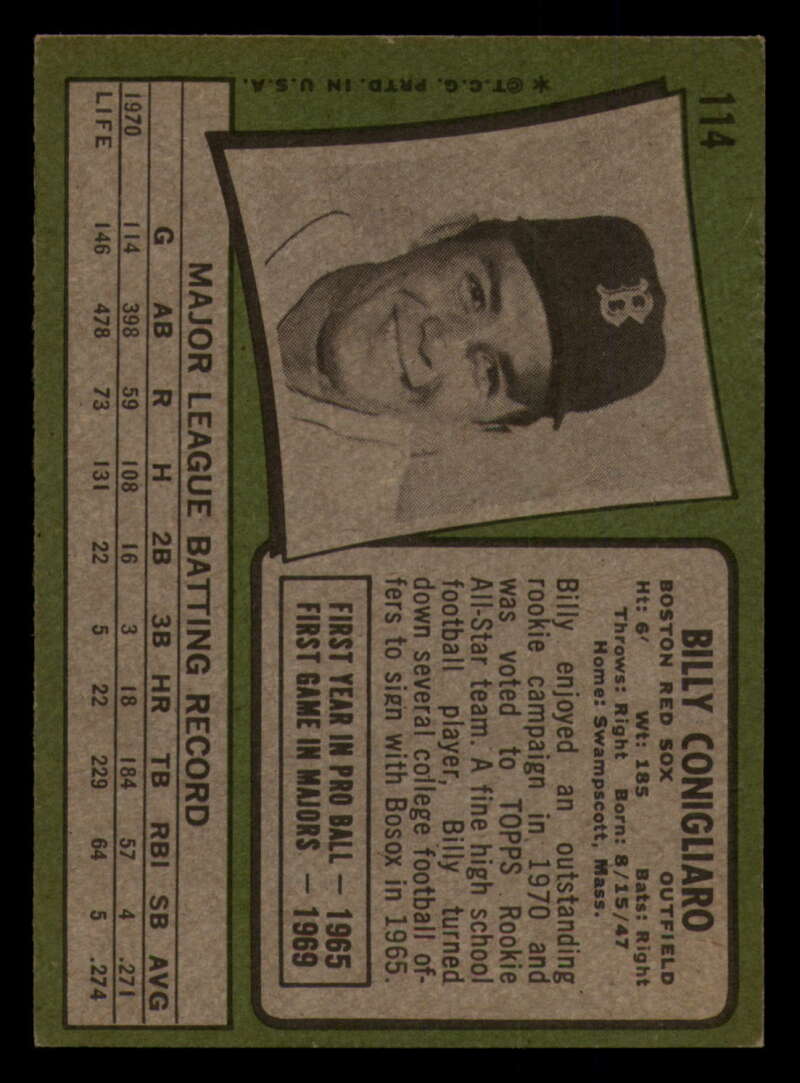 114
* ©T.C.G. PRTD. IN U.S.A.
B
BILLY CONIGLIARO
BOSTON RED SOX OUTFIELD
Ht: 6' Wt: 185 Bats: Right
Throws: Right Born: 8/15/47
Home: Swampscott, Mass.
Billy enjoyed an outstanding
rookie campaign in 1970 and
was voted to TOPPS Rookie
All-Star team. A fine high school
football player, Billy turned
down several college football of-
fers to sign with Bosox in 1965.
FIRST YEAR IN PRO BALL — 1965
FIRST GAME IN MAJORS — 1969
MAJOR LEAGUE BATTING RECORD
G AB R H 2B 3B HR TB RBI SB AVG
1970 114 398 59 108 16 3 18 184 57 4 .271
LIFE 146 478 73 131 22 5 22 229 64 5 .274